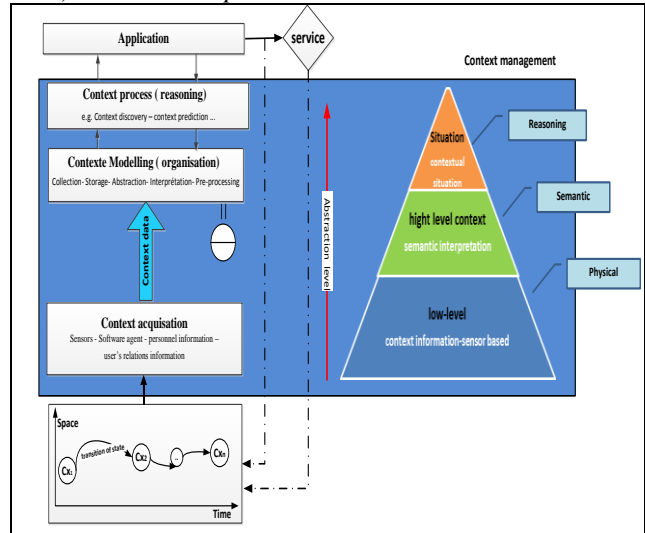 Application
service
Context management
Context process ( reasoning)
e.g. Context discovery – context prediction ...
Contexte Modelling ( organisation)
Collection- Storage- Abstraction- Interprétation- Pre-processing
Context data
Context acquisition
Sensors - Software agent - personnel information –
user's relations information
Abstraction level
Situation
contextual
situation
hight level context
semantic interpretation
low-level
context information-sensor based
Reasoning
Semantic
Physical
Space
Cx₁
transition of state
Cx₂
..
Cxₙ
Time